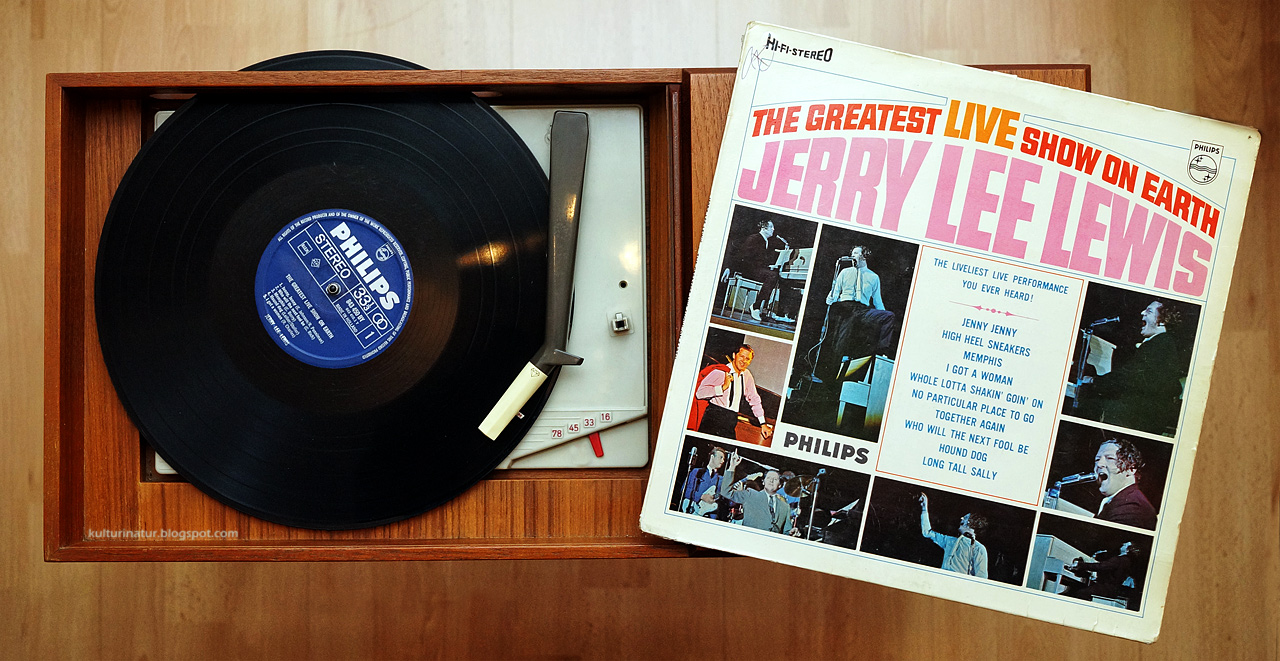 HI-FI-STEREO
THE GREATEST LIVE SHOW ON EARTH
JERRY LEE LEWIS
PHILIPS
THE LIVELIEST LIVE PERFORMANCE
YOU EVER HEARD!
JENNY JENNY
HIGH HEEL SNEAKERS
MEMPHIS
I GOT A WOMAN
WHOLE LOTTA SHAKIN' GOIN' ON
NO PARTICULAR PLACE TO GO
TOGETHER AGAIN
WHO WILL THE NEXT FOOL BE
HOUND DOG
LONG TALL SALLY
PHILIPS
PHILIPS
STEREO
33⅓
THE GREATEST LIVE SHOW ON EARTH
78 45 33 16
kulturinatur.blogspot.com